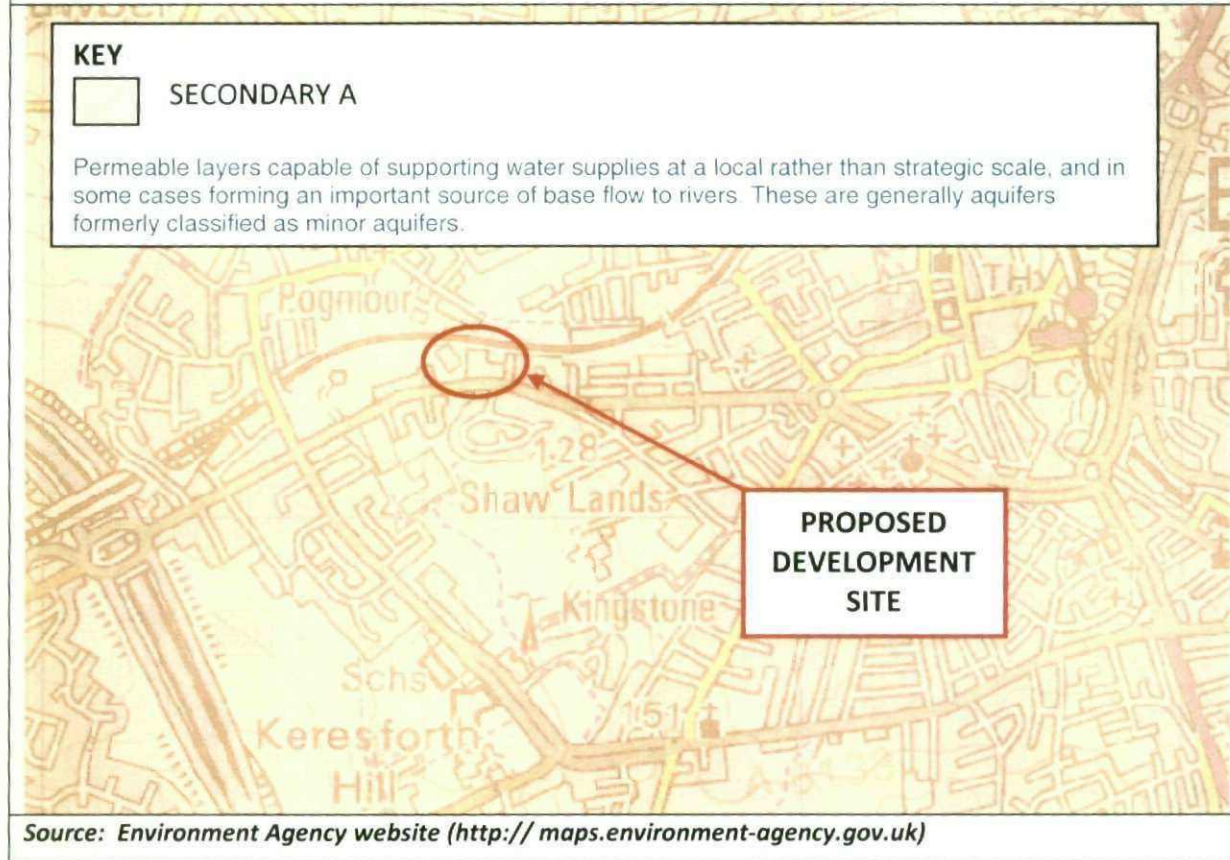 KEY
SECONDARY A
Permeable layers capable of supporting water supplies at a local rather than strategic scale, and in
some cases forming an important source of base flow to rivers. These are generally aquifers
formerly classified as minor aquifers.
Pogmoor
TH
LC
128
Shaw Lands
PROPOSED
DEVELOPMENT
SITE
Kingstone
Schs
151
Keresforth
Hill
Source: Environment Agency website (http:// maps.environment-agency.gov.uk)